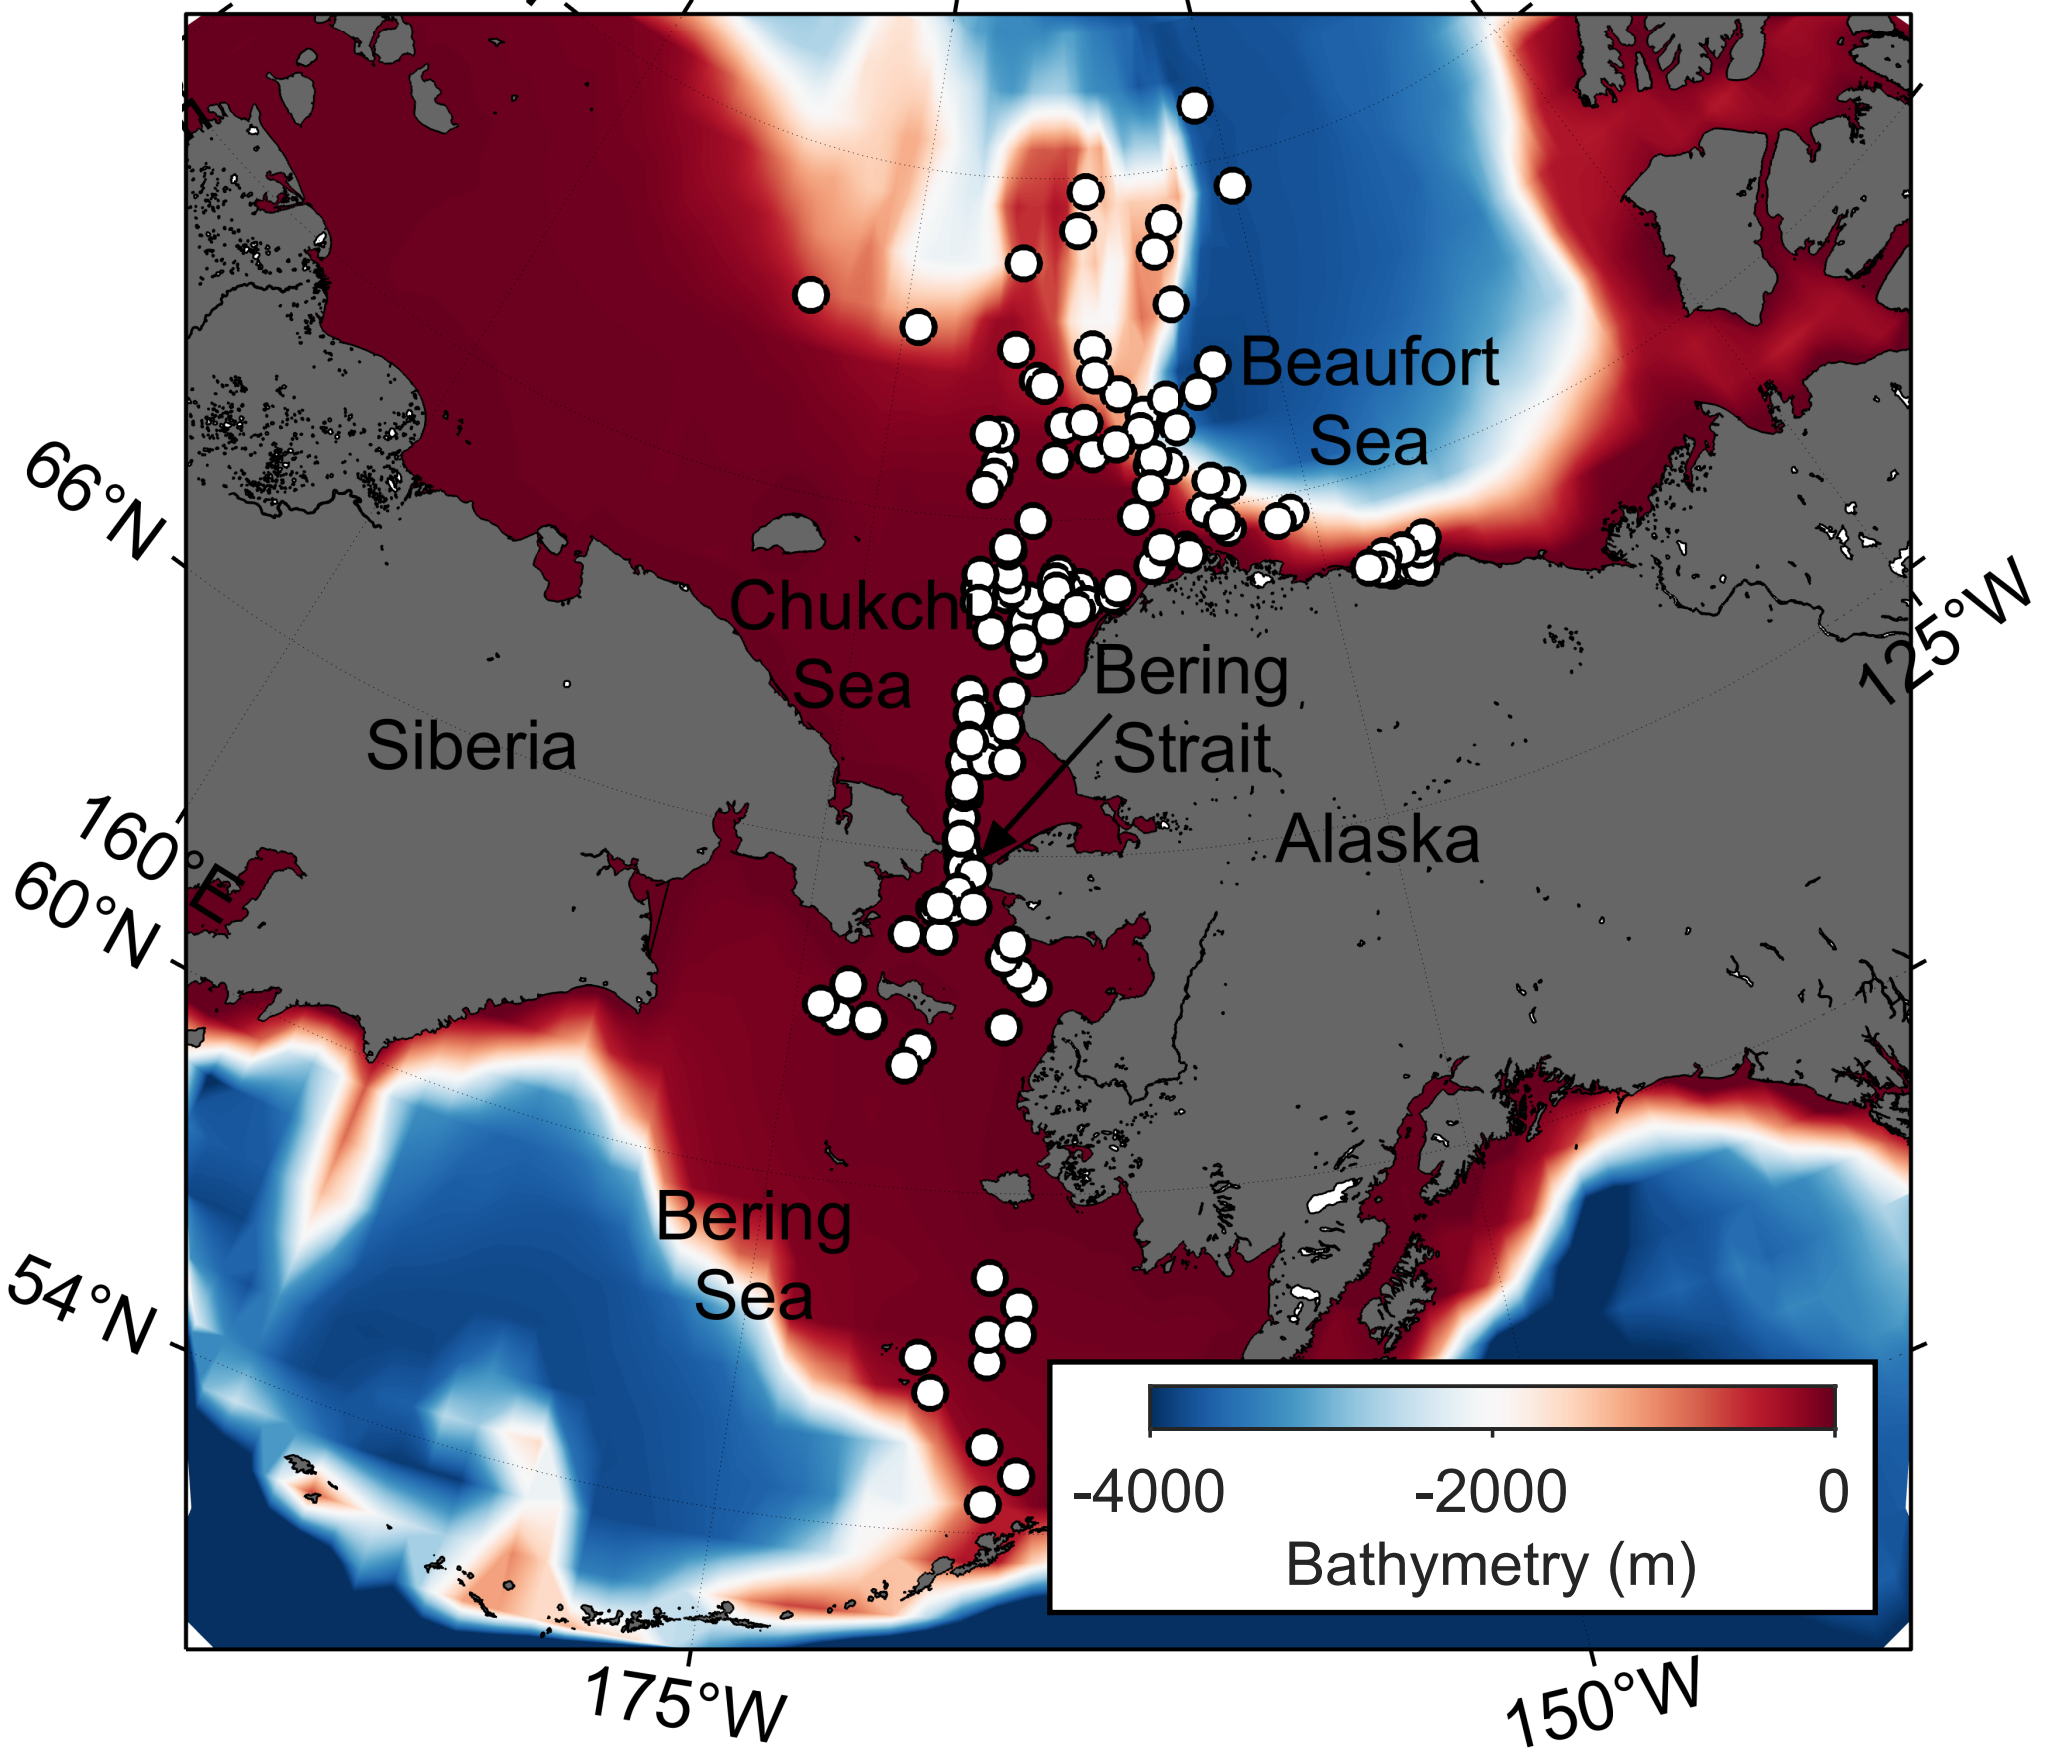 Beaufort
Sea
66°N
125°W
Chukchi
Sea
Bering
Strait
Siberia
160°E
Alaska
60°N
Bering
Sea
54°N
-4000 -2000 0
Bathymetry (m)
175°W
150°W